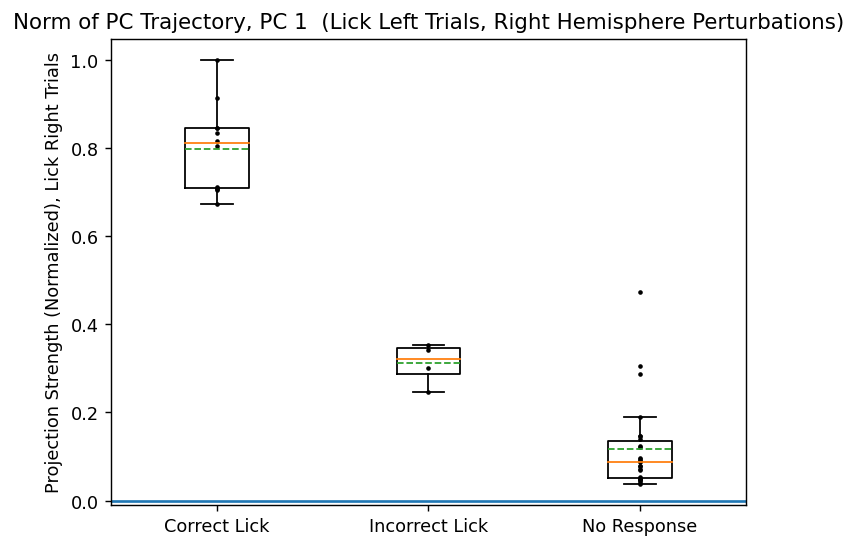 Norm of PC Trajectory, PC 1  (Lick Left Trials, Right Hemisphere Perturbations)
Projection Strength (Normalized), Lick Right Trials
1.0
0.8
0.6
0.4
0.2
0.0
Correct Lick
Incorrect Lick
No Response